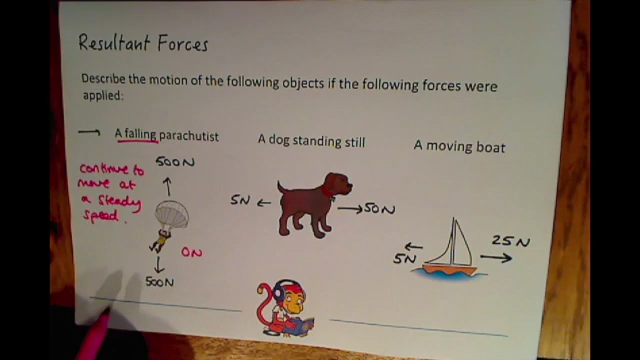 Resultant Forces
Describe the motion of the following objects if the following forces were
applied:
A falling parachutist
A dog standing still
A moving boat
continue to
move at
a steady
speed.
500N
0N
500N
5N
50N
5N
25N